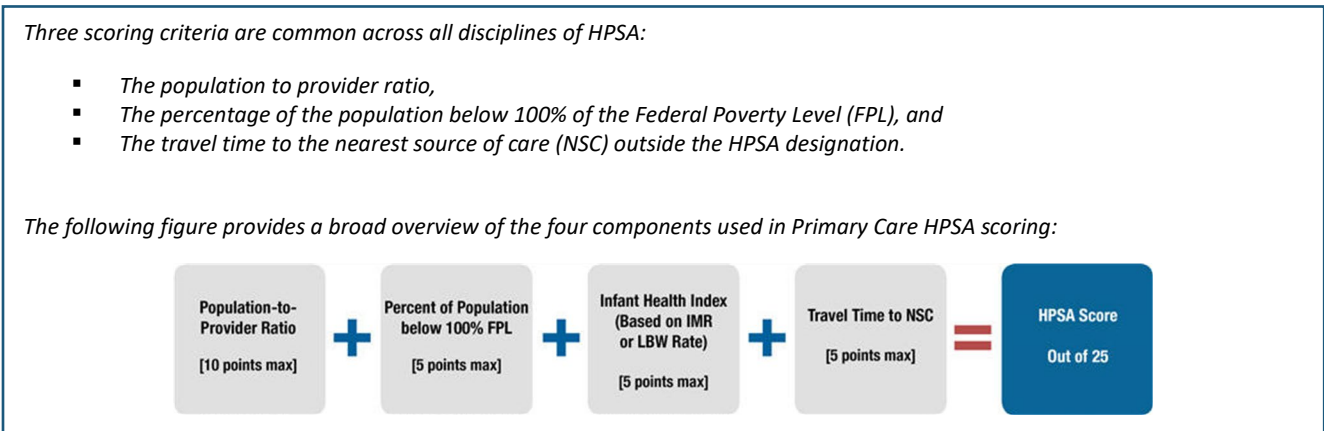 Three scoring criteria are common across all disciplines of HPSA:
▪ The population to provider ratio,
▪ The percentage of the population below 100% of the Federal Poverty Level (FPL), and
▪ The travel time to the nearest source of care (NSC) outside the HPSA designation.
The following figure provides a broad overview of the four components used in Primary Care HPSA scoring:
Population-to-
Provider Ratio
[10 points max]
+
Percent of Population
below 100% FPL
[5 points max]
+
Infant Health Index
(Based on IMR
or LBW Rate)
[5 points max]
+
Travel Time to NSC
[5 points max]
=
HPSA Score
Out of 25